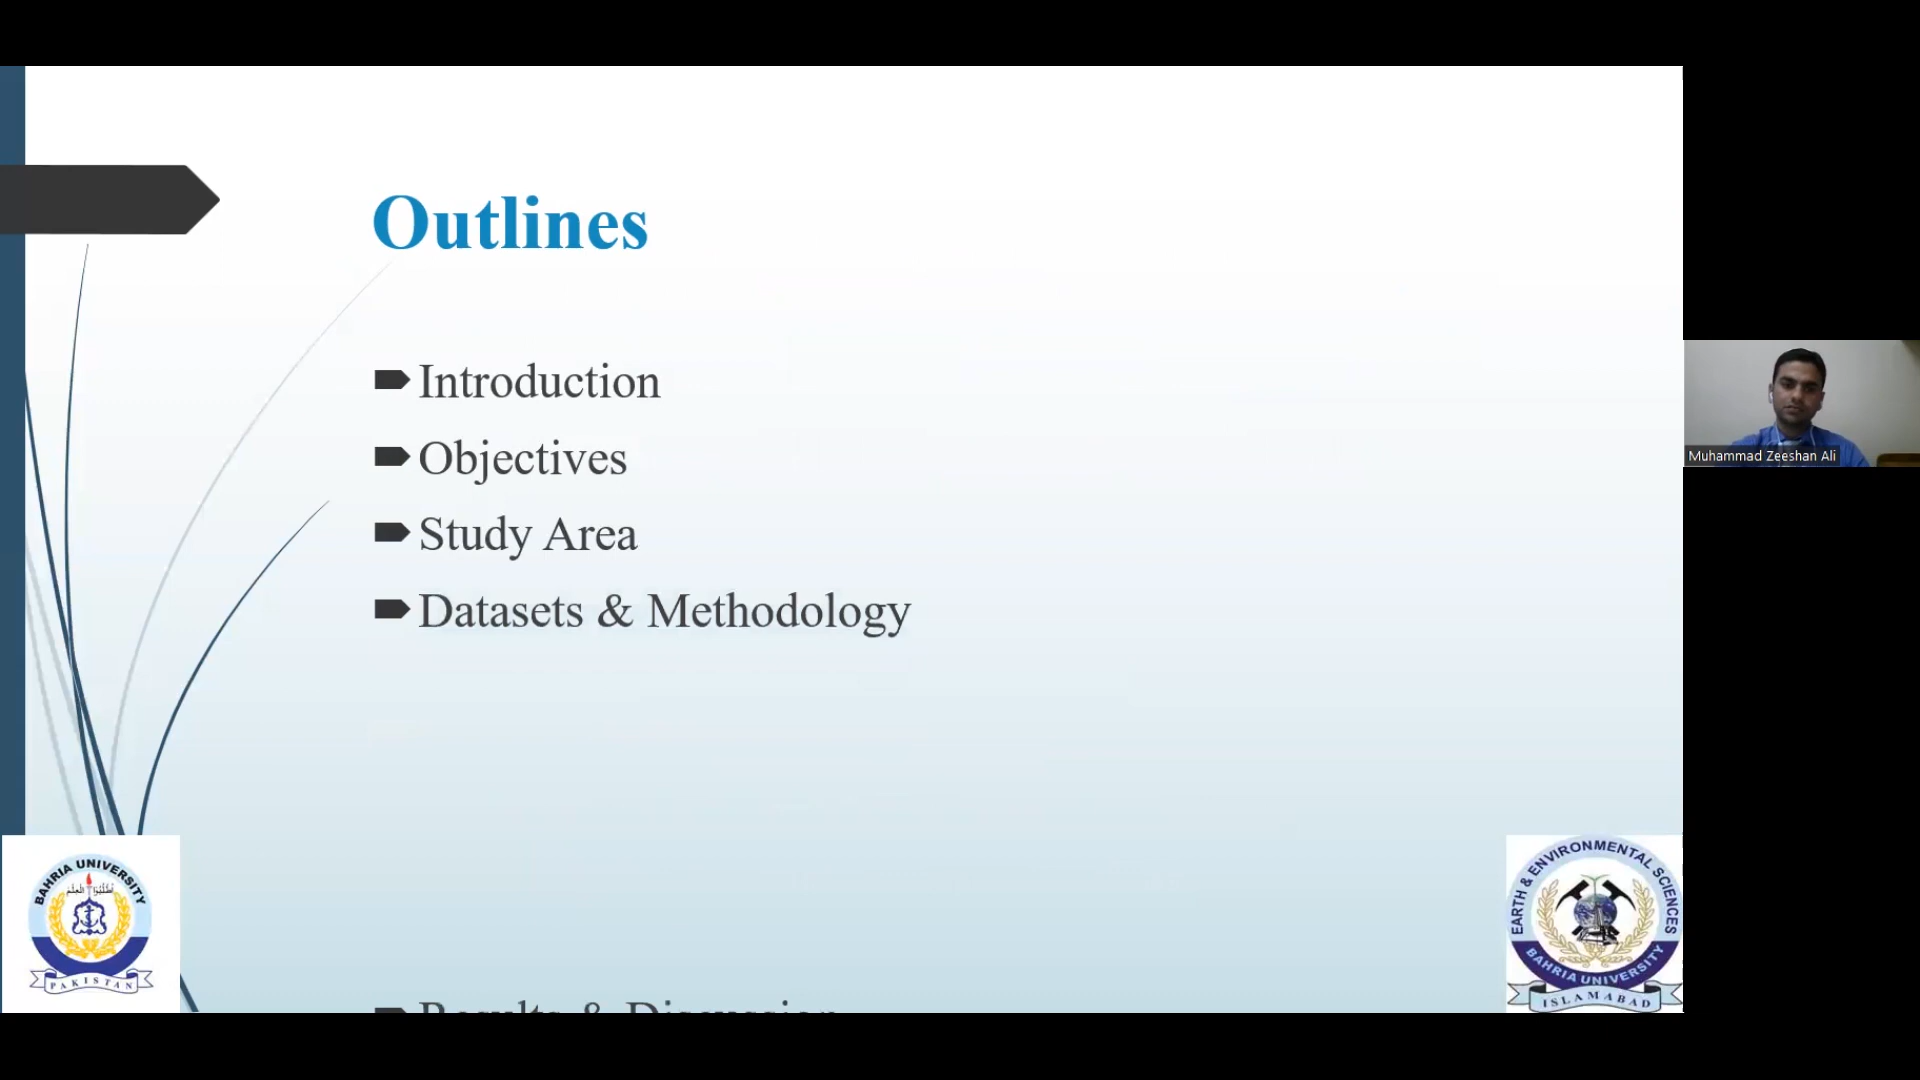 Outlines
Introduction
Objectives
Study Area
Datasets & Methodology
Results & Discussion
Muhammad Zeeshan Ali
BAHRIA UNIVERSITY
PAKISTAN
EARTH & ENVIRONMENTAL SCIENCES
BAHRIA UNIVERSITY
ISLAMABAD